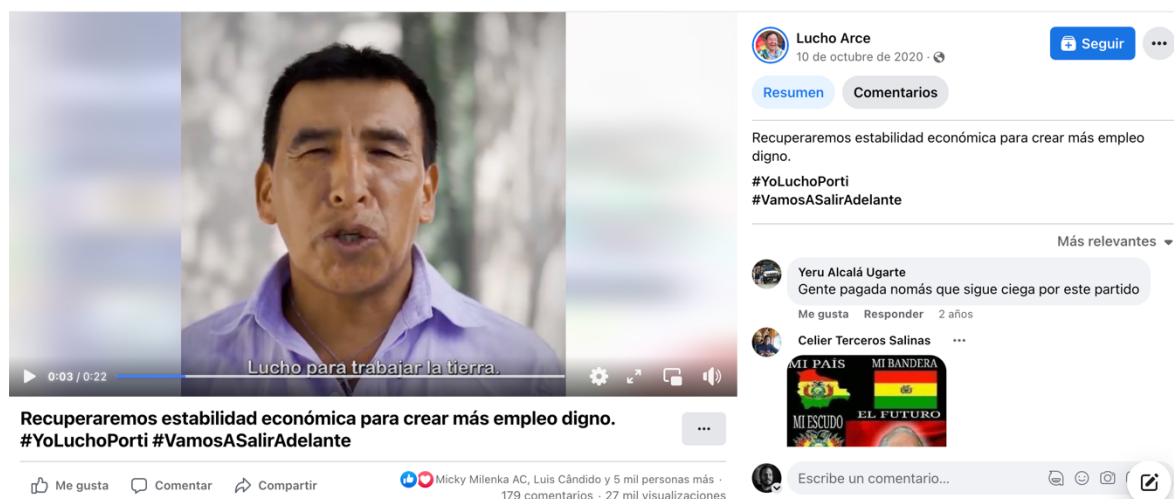 Lucho para trabajar la tierra.
0:03 / 0:22
Recuperaremos estabilidad económica para crear más empleo digno.
#YoLuchoPorti #VamosASalirAdelante
Me gusta Comentar Compartir
Micky Milenka AC, Luis Cândido y 5 mil personas más ·
179 comentarios · 27 mil visualizaciones
Lucho Arce
10 de octubre de 2020 ·
Seguir
Resumen Comentarios
Recuperaremos estabilidad económica para crear más empleo
digno.
#YoLuchoPorti
#VamosASalirAdelante
Más relevantes
Yeru Alcalá Ugarte
Gente pagada nomás que sigue ciega por este partido
Me gusta Responder 2 años
Celier Terceros Salinas
MI PAÍS MI BANDERA
MI ESCUDO EL FUTURO
Escribe un comentario...